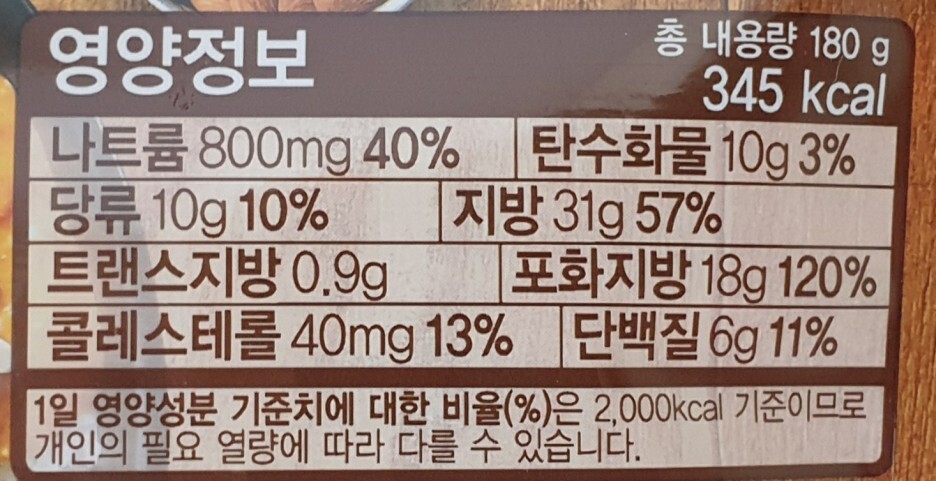 영양정보
총 내용량 180 g
345 kcal
나트륨 800mg 40% 탄수화물 10g 3%
당류 10g 10% 지방 31g 57%
트랜스지방 0.9g 포화지방 18g 120%
콜레스테롤 40mg 13% 단백질 6g 11%
1일 영양성분 기준치에 대한 비율(%)은 2,000kcal 기준이므로
개인의 필요 열량에 따라 다를 수 있습니다.